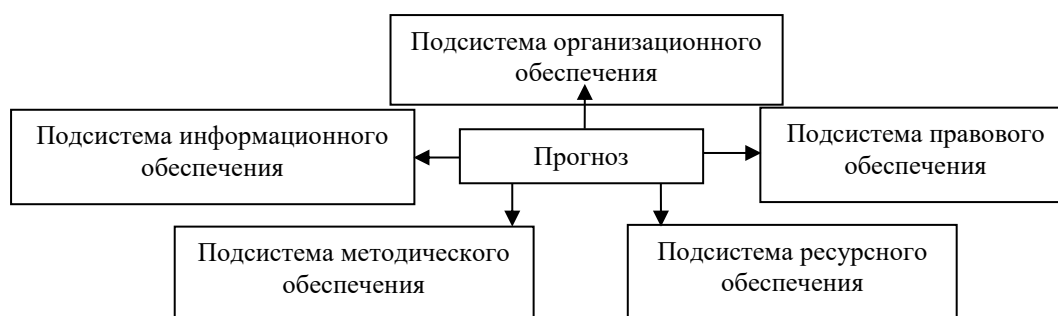 Подсистема организационного
обеспечения
Подсистема информационного
обеспечения
Прогноз
Подсистема правового
обеспечения
Подсистема методического
обеспечения
Подсистема ресурсного
обеспечения